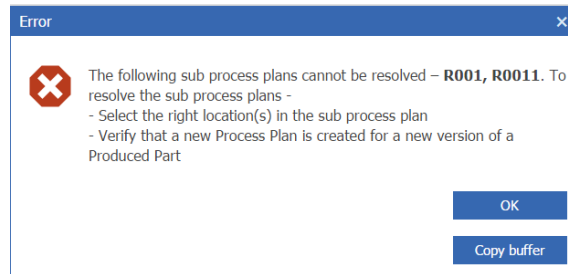 Error
The following sub process plans cannot be resolved – R001, R0011. To
resolve the sub process plans -
- Select the right location(s) in the sub process plan
- Verify that a new Process Plan is created for a new version of a
Produced Part
OK
Copy buffer